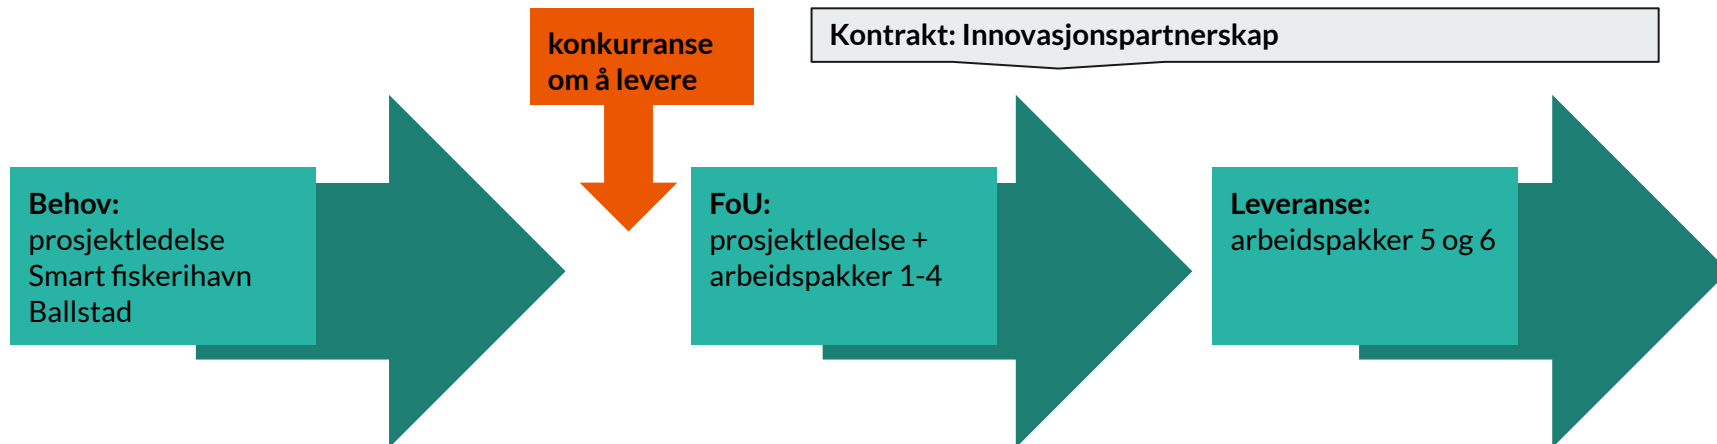 konkurranse
om å levere
Kontrakt: Innovasjonspartnerskap
Behov:
prosjektledelse
Smart fiskerihavn
Ballstad
FoU:
prosjektledelse +
arbeidspakker 1-4
Leveranse:
arbeidspakker 5 og 6